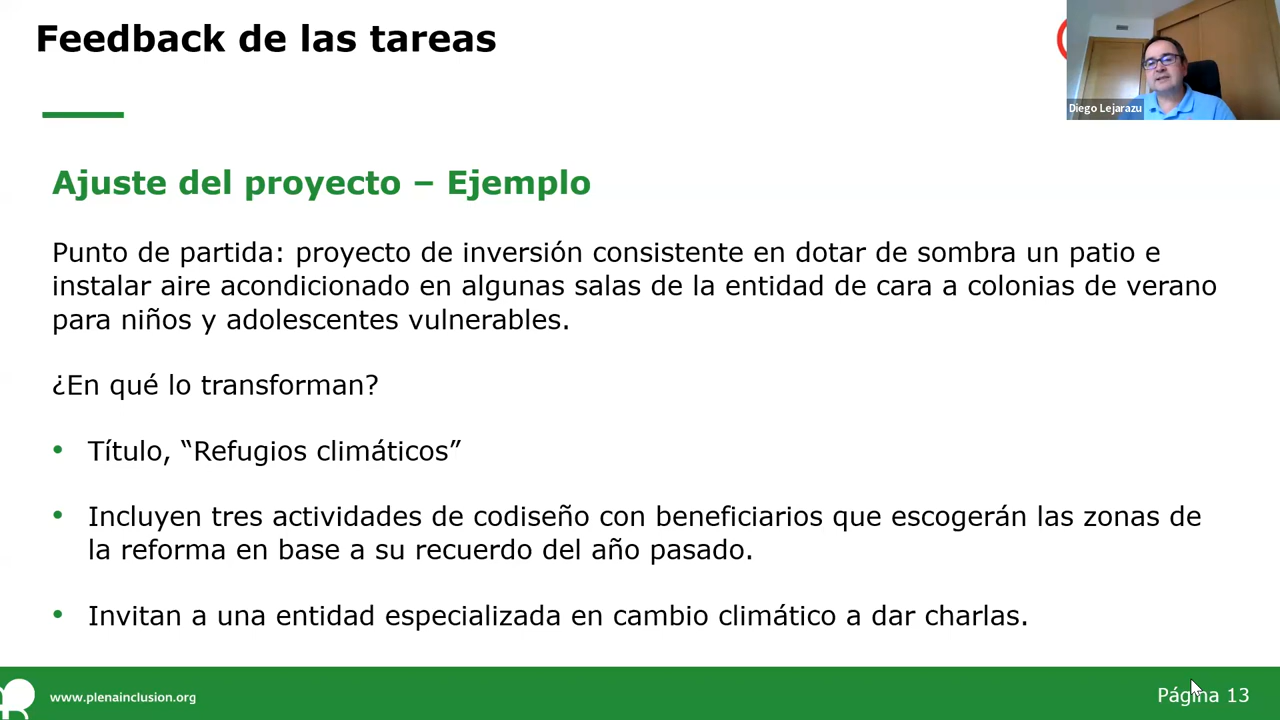 Feedback de las tareas
Diego Lejarazu
Ajuste del proyecto – Ejemplo
Punto de partida: proyecto de inversión consistente en dotar de sombra un patio e
instalar aire acondicionado en algunas salas de la entidad de cara a colonias de verano
para niños y adolescentes vulnerables.
¿En qué lo transforman?
• Título, “Refugios climáticos”
• Incluyen tres actividades de codiseño con beneficiarios que escogerán las zonas de
la reforma en base a su recuerdo del año pasado.
• Invitan a una entidad especializada en cambio climático a dar charlas.
www.plenainclusion.org
Página 13